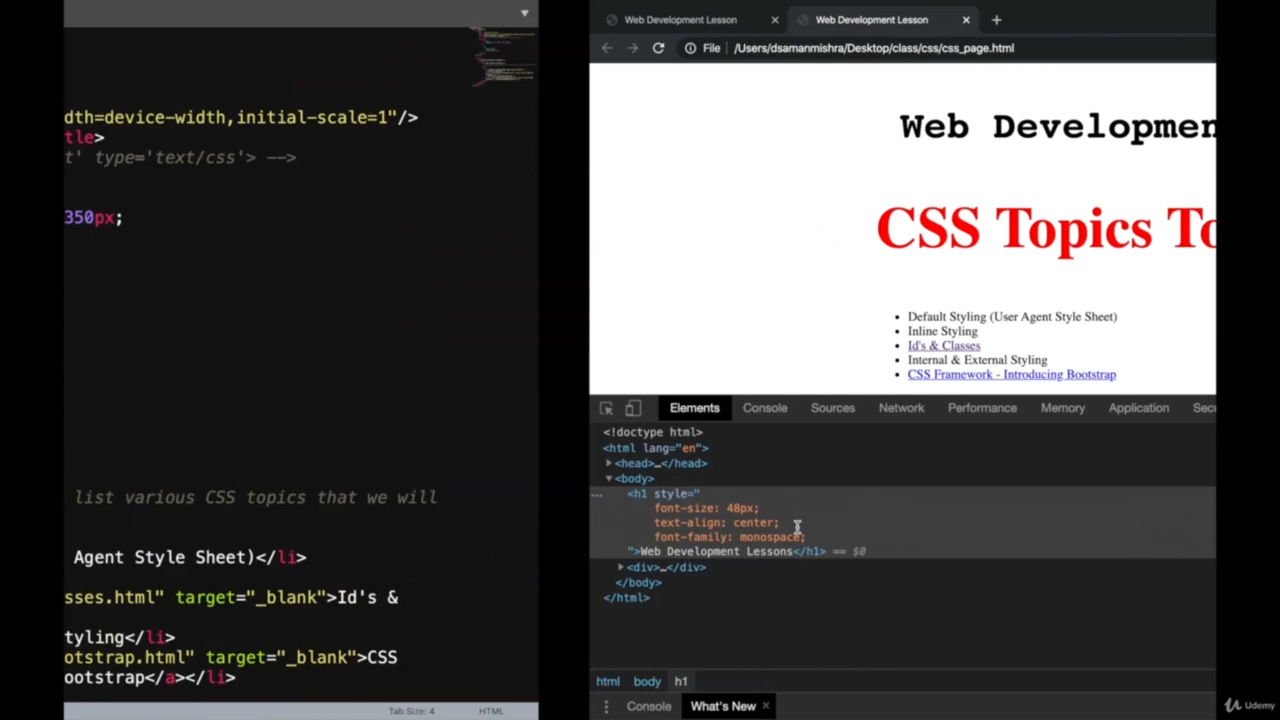 dth=device-width,initial-scale=1"/>
tle>
t' type='text/css'> -->
350px;
list various CSS topics that we will
Agent Style Sheet)</li>
sses.html" target="_blank">Id's &
tyling</li>
otstrap.html" target="_blank">CSS
ootstrap</a></li>
Tab Size: 4 HTML
Web Development Lesson × Web Development Lesson × +
File /Users/dsamanmishra/Desktop/class/css/css_page.html
Web Developmen
CSS Topics To
• Default Styling (User Agent Style Sheet)
• Inline Styling
• Id's & Classes
• Internal & External Styling
• CSS Framework - Introducing Bootstrap
Elements Console Sources Network Performance Memory Application Secu
<!doctype html>
<html lang="en">
<head>…</head>
<body>
<h1 style="
font-size: 48px;
text-align: center;
font-family: monospace;
">Web Development Lessons</h1> == $0
<div>…</div>
</body>
</html>
html body h1
Console What's New ×
Udemy